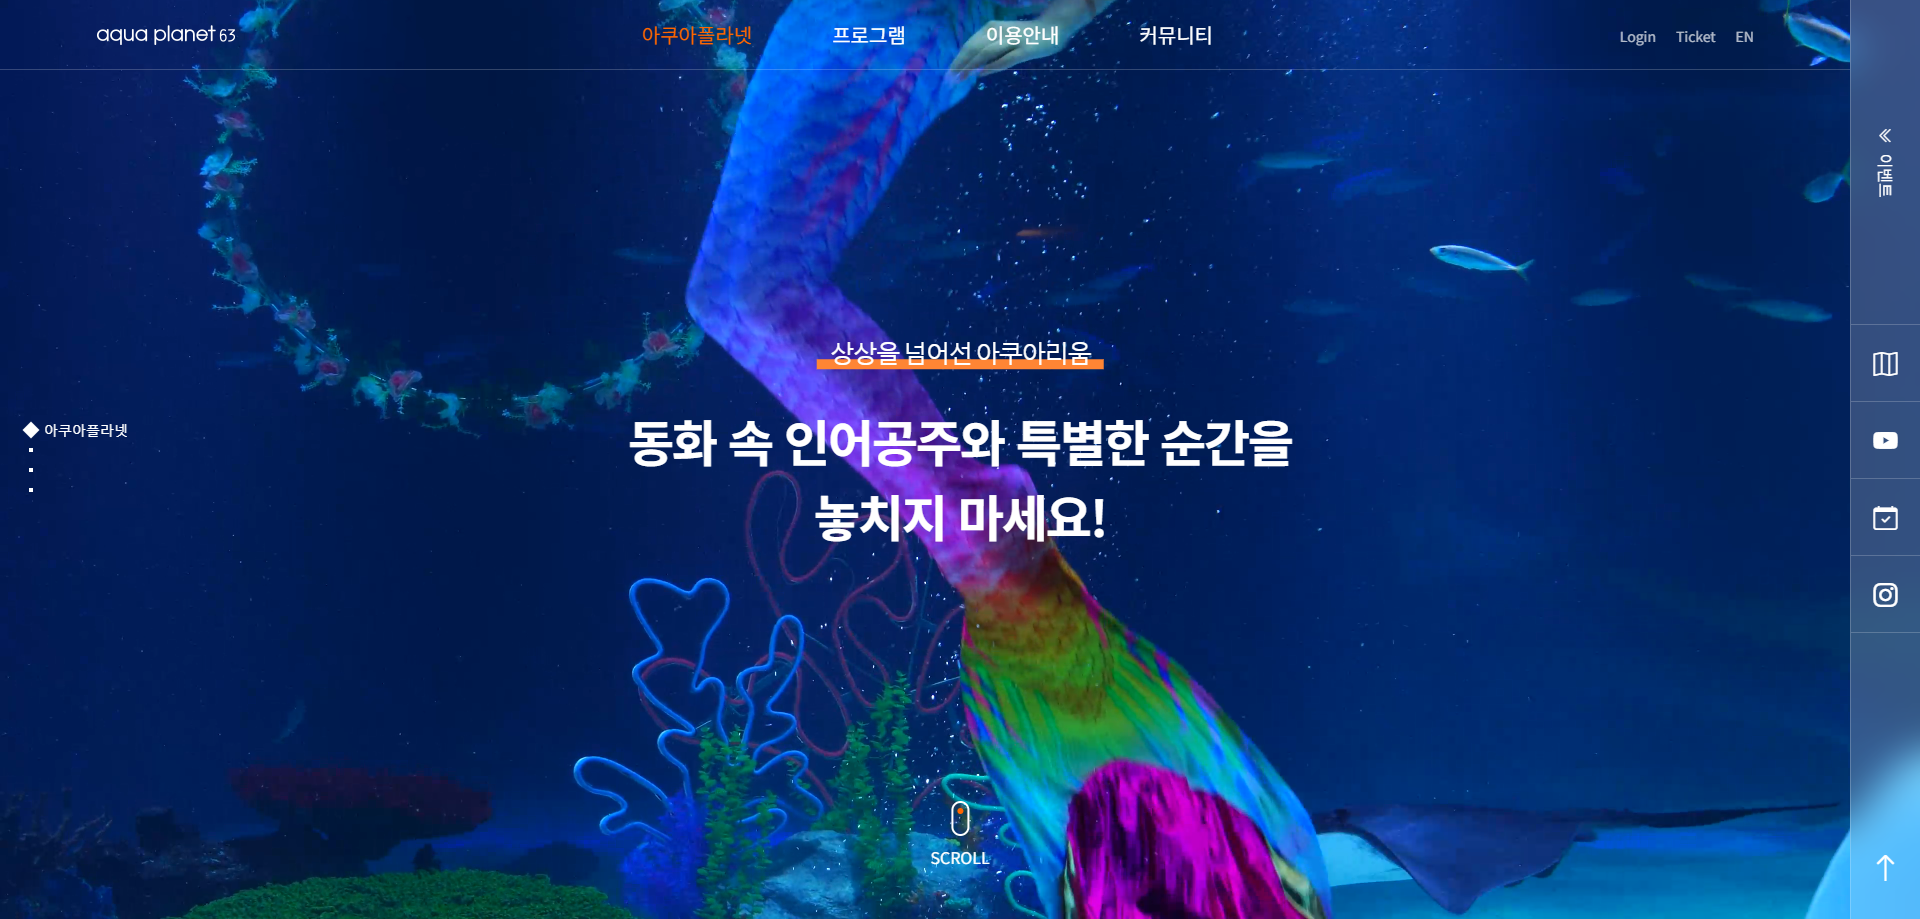 aqua planet 63
아쿠아플라넷
프로그램
이용안내
커뮤니티
Login
Ticket
EN
이벤트
상상을 넘어선 아쿠아리움
동화 속 인어공주와 특별한 순간을
놓치지 마세요!
아쿠아플라넷
SCROLL